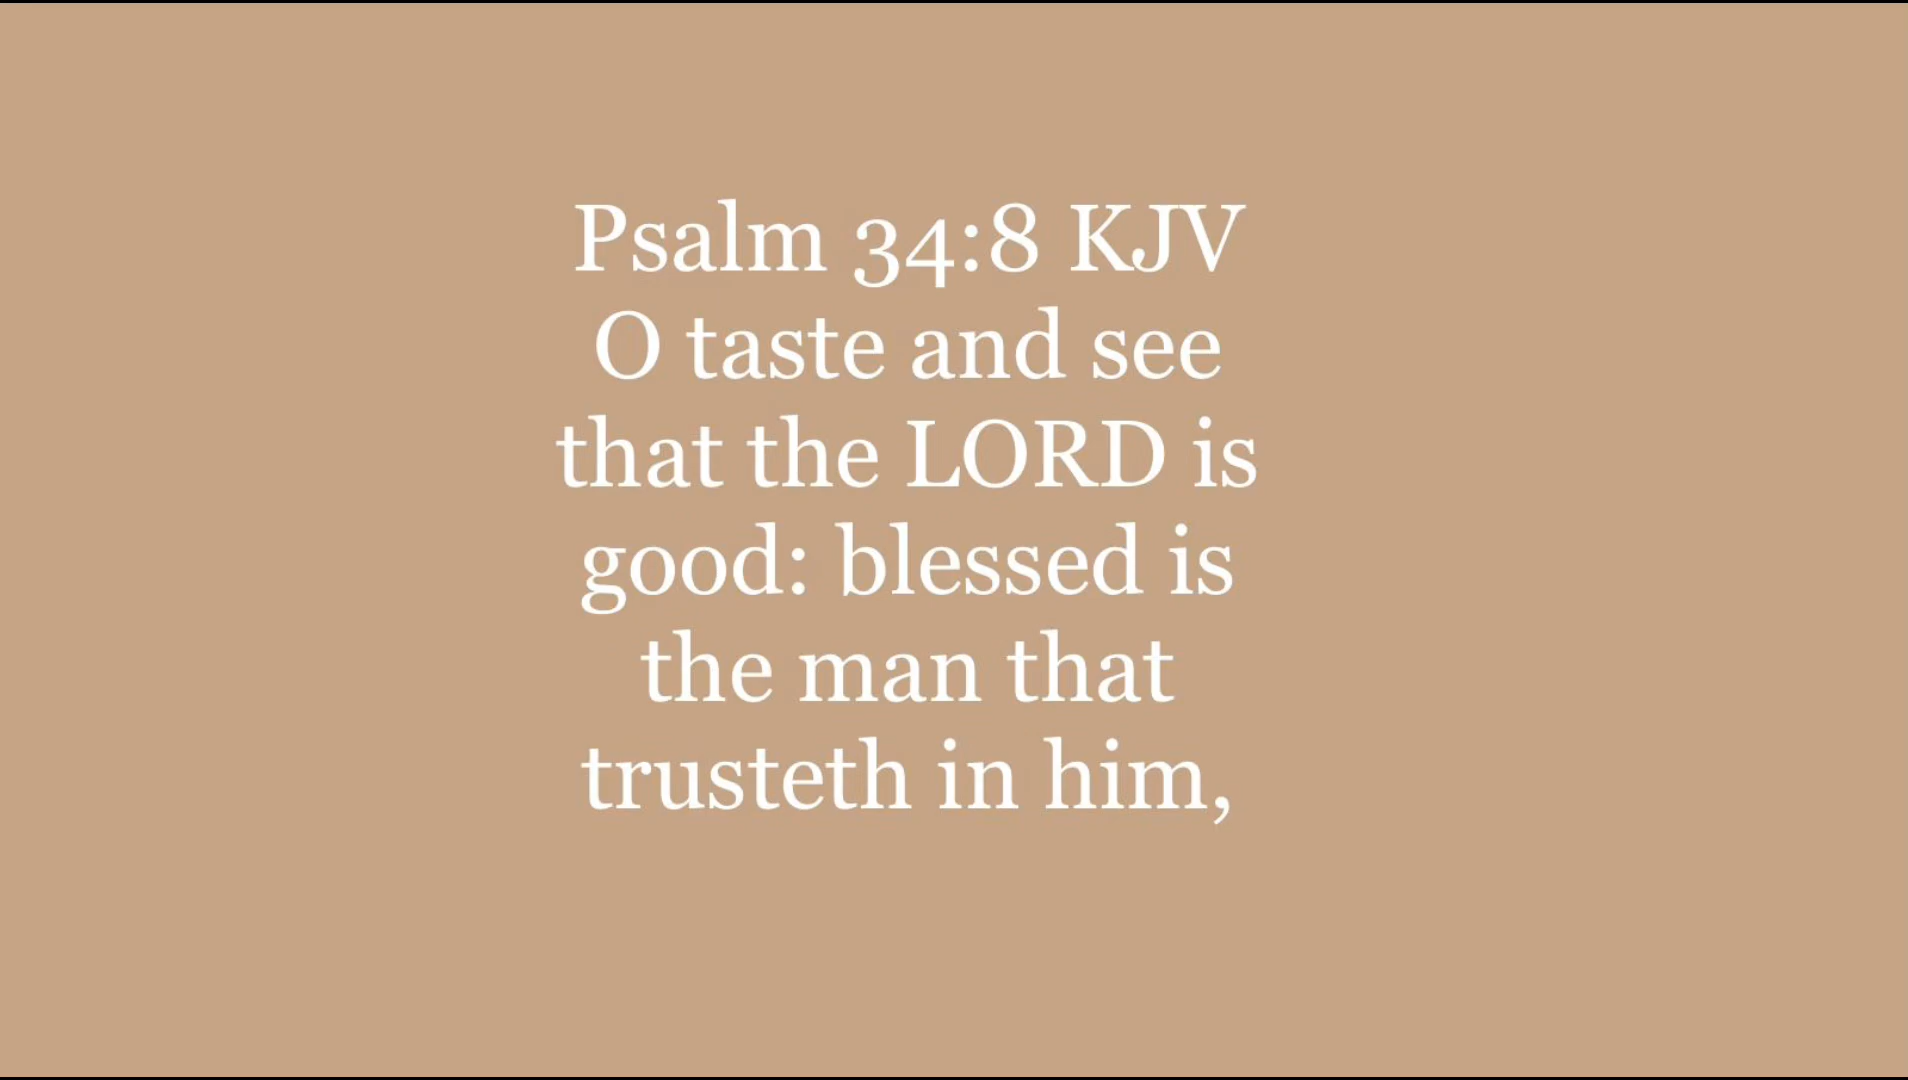 Psalm 34:8 KJV
O taste and see
that the LORD is
good: blessed is
the man that
trusteth in him,